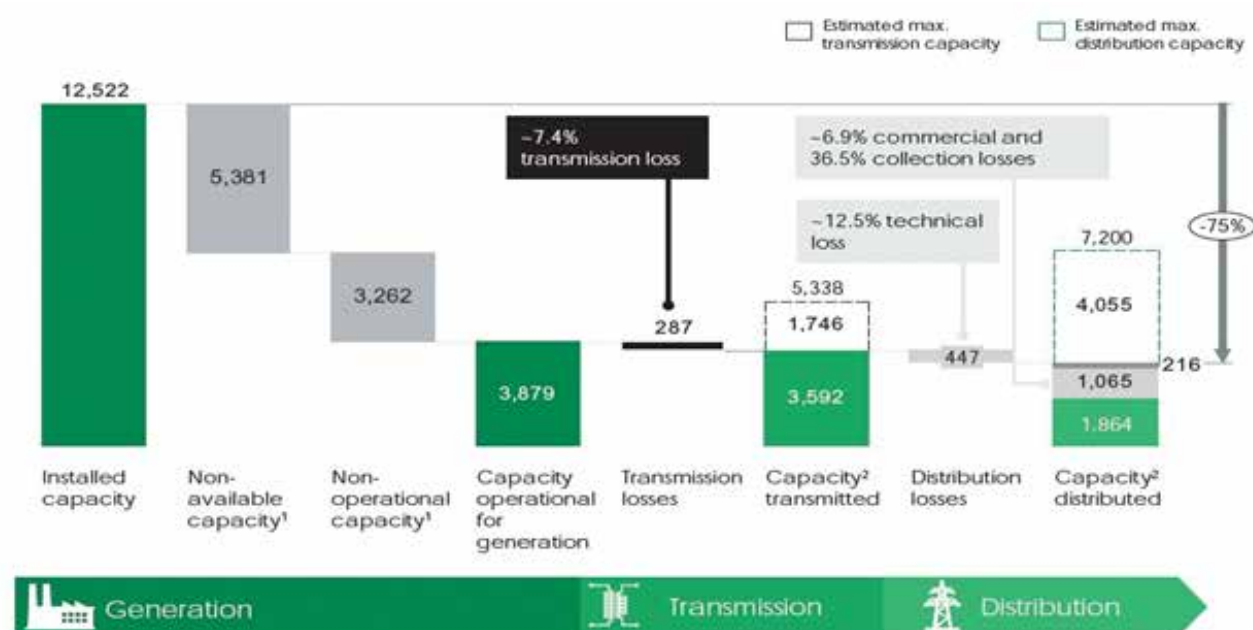 Estimated max.
transmission capacity
Estimated max.
distribution capacity
12,522
5,381
3,262
3,879
~7.4%
transmission loss
287
5,338
1,746
3,592
~6.9% commercial and
36.5% collection losses
~12.5% technical
loss
447
7,200
4,055
216
1,065
1.864
-75%
Installed
capacity
Non-
available
capacity¹
Non-
operational
capacity¹
Capacity
operational
for
generation
Transmission
losses
Capacity²
transmitted
Distribution
losses
Capacity²
distributed
Generation
Transmission
Distribution